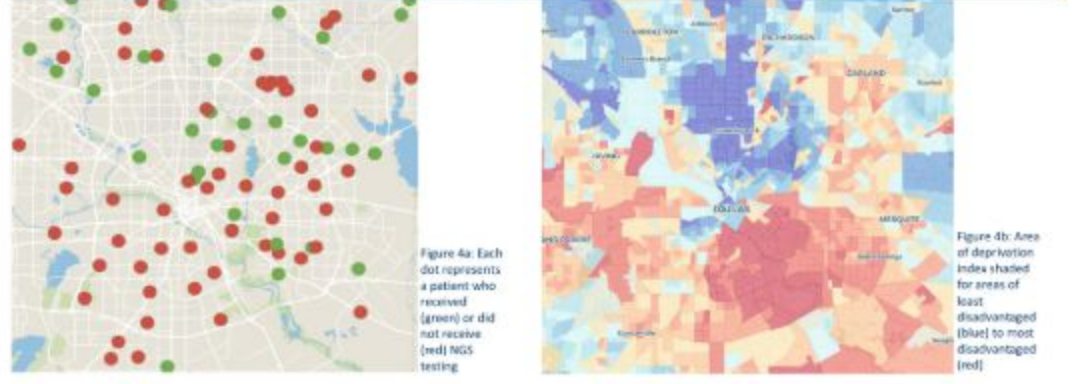 Figure 4a: Each
dot represents
a patient who
received
(green) or did
not receive
(red) NGS
testing
RICHARDSON
GARLAND
IRVING
DALLAS
MESQUITE
Figure 4b: Area
of deprivation
index shaded
for areas of
least
disadvantaged
(blue) to most
disadvantaged
(red)